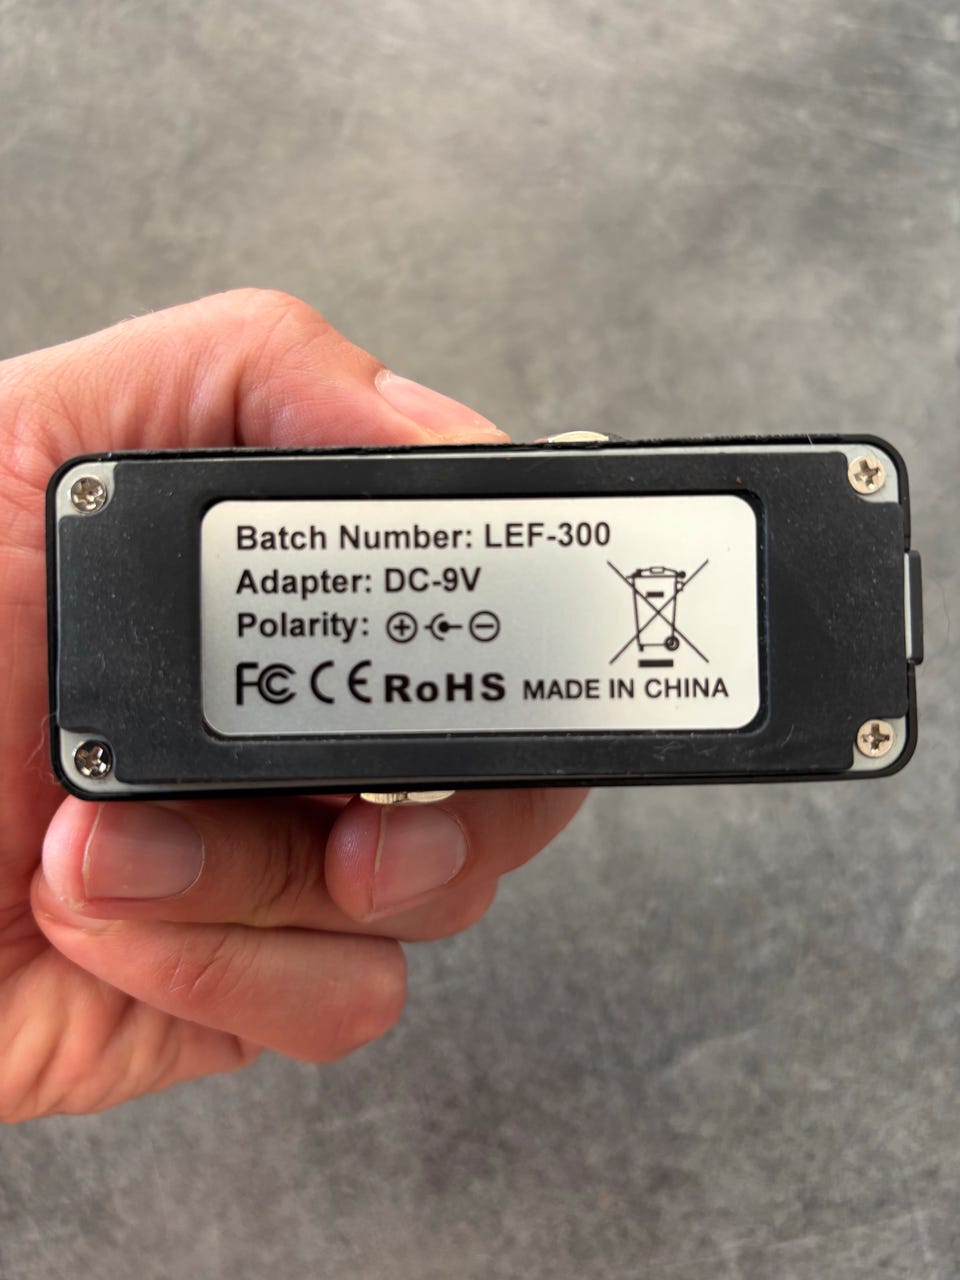 Batch Number: LEF-300
Adapter: DC-9V
Polarity:
FC CE RoHS MADE IN CHINA